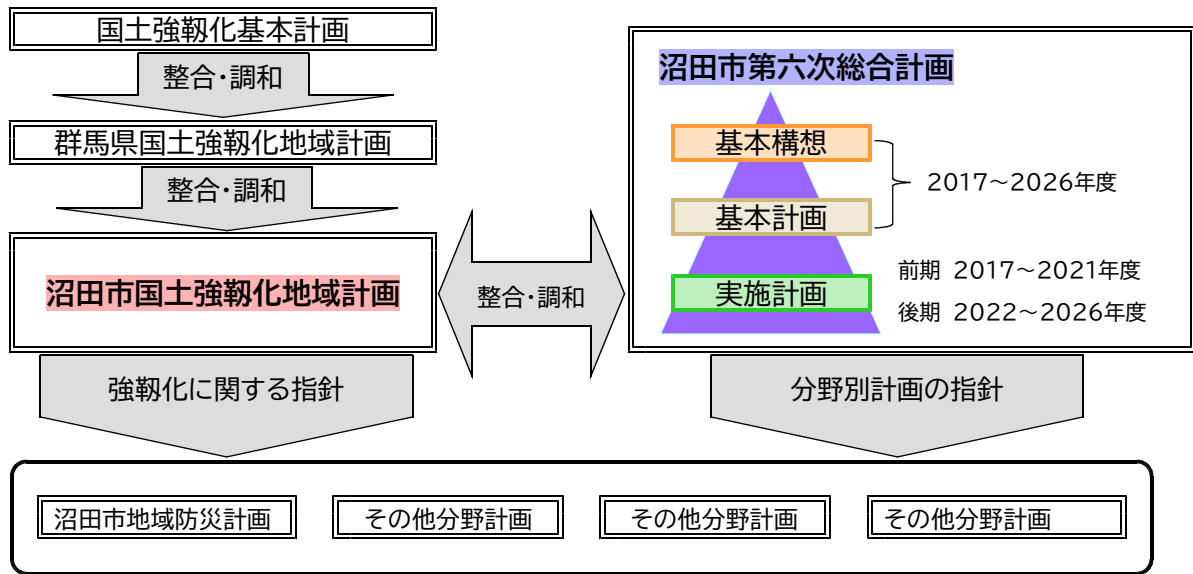 国土強靱化基本計画
整合・調和
群馬県国土強靱化地域計画
整合・調和
沼田市国土強靱化地域計画
強靱化に関する指針
整合・調和
沼田市第六次総合計画
基本構想
基本計画
2017～2026年度
実施計画
前期 2017～2021年度
後期 2022～2026年度
分野別計画の指針
沼田市地域防災計画
その他分野計画
その他分野計画
その他分野計画